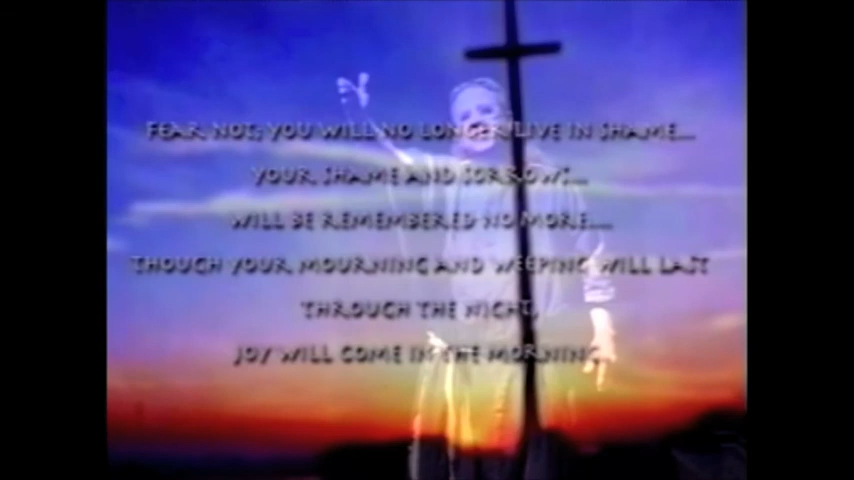 FEAR NOT; YOU WILL NO LONGER LIVE IN SHAME...
YOUR SHAME AND SORROWS...
WILL BE REMEMBERED NO MORE....
THOUGH YOUR MOURNING AND WEEPING WILL LAST
THROUGH THE NIGHT,
JOY WILL COME IN THE MORNING.